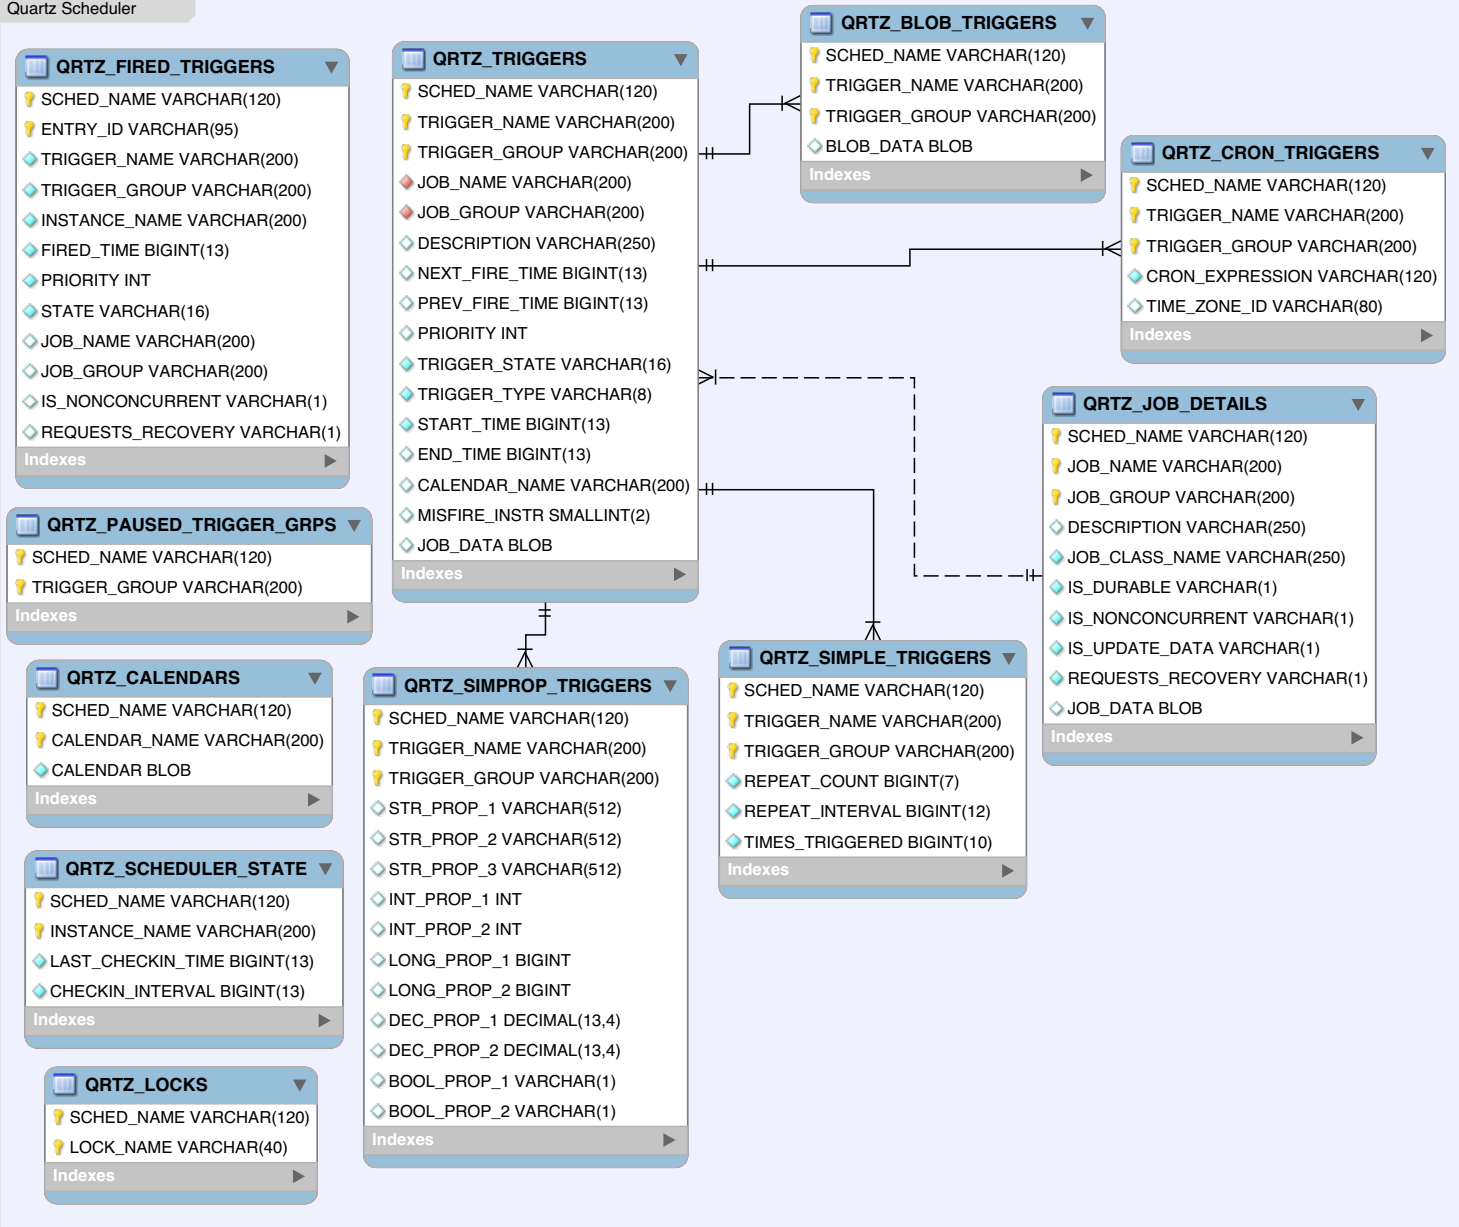 Quartz Scheduler
QRTZ_FIRED_TRIGGERS
SCHED_NAME VARCHAR(120)
ENTRY_ID VARCHAR(95)
TRIGGER_NAME VARCHAR(200)
TRIGGER_GROUP VARCHAR(200)
INSTANCE_NAME VARCHAR(200)
FIRED_TIME BIGINT(13)
PRIORITY INT
STATE VARCHAR(16)
JOB_NAME VARCHAR(200)
JOB_GROUP VARCHAR(200)
IS_NONCONCURRENT VARCHAR(1)
REQUESTS_RECOVERY VARCHAR(1)
Indexes
QRTZ_PAUSED_TRIGGER_GRPS
SCHED_NAME VARCHAR(120)
TRIGGER_GROUP VARCHAR(200)
Indexes
QRTZ_CALENDARS
SCHED_NAME VARCHAR(120)
CALENDAR_NAME VARCHAR(200)
CALENDAR BLOB
Indexes
QRTZ_SCHEDULER_STATE
SCHED_NAME VARCHAR(120)
INSTANCE_NAME VARCHAR(200)
LAST_CHECKIN_TIME BIGINT(13)
CHECKIN_INTERVAL BIGINT(13)
Indexes
QRTZ_LOCKS
SCHED_NAME VARCHAR(120)
LOCK_NAME VARCHAR(40)
Indexes
QRTZ_TRIGGERS
SCHED_NAME VARCHAR(120)
TRIGGER_NAME VARCHAR(200)
TRIGGER_GROUP VARCHAR(200)
JOB_NAME VARCHAR(200)
JOB_GROUP VARCHAR(200)
DESCRIPTION VARCHAR(250)
NEXT_FIRE_TIME BIGINT(13)
PREV_FIRE_TIME BIGINT(13)
PRIORITY INT
TRIGGER_STATE VARCHAR(16)
TRIGGER_TYPE VARCHAR(8)
START_TIME BIGINT(13)
END_TIME BIGINT(13)
CALENDAR_NAME VARCHAR(200)
MISFIRE_INSTR SMALLINT(2)
JOB_DATA BLOB
Indexes
QRTZ_SIMPROP_TRIGGERS
SCHED_NAME VARCHAR(120)
TRIGGER_NAME VARCHAR(200)
TRIGGER_GROUP VARCHAR(200)
STR_PROP_1 VARCHAR(512)
STR_PROP_2 VARCHAR(512)
STR_PROP_3 VARCHAR(512)
INT_PROP_1 INT
INT_PROP_2 INT
LONG_PROP_1 BIGINT
LONG_PROP_2 BIGINT
DEC_PROP_1 DECIMAL(13,4)
DEC_PROP_2 DECIMAL(13,4)
BOOL_PROP_1 VARCHAR(1)
BOOL_PROP_2 VARCHAR(1)
Indexes
QRTZ_BLOB_TRIGGERS
SCHED_NAME VARCHAR(120)
TRIGGER_NAME VARCHAR(200)
TRIGGER_GROUP VARCHAR(200)
BLOB_DATA BLOB
Indexes
QRTZ_CRON_TRIGGERS
SCHED_NAME VARCHAR(120)
TRIGGER_NAME VARCHAR(200)
TRIGGER_GROUP VARCHAR(200)
CRON_EXPRESSION VARCHAR(120)
TIME_ZONE_ID VARCHAR(80)
Indexes
QRTZ_JOB_DETAILS
SCHED_NAME VARCHAR(120)
JOB_NAME VARCHAR(200)
JOB_GROUP VARCHAR(200)
DESCRIPTION VARCHAR(250)
JOB_CLASS_NAME VARCHAR(250)
IS_DURABLE VARCHAR(1)
IS_NONCONCURRENT VARCHAR(1)
IS_UPDATE_DATA VARCHAR(1)
REQUESTS_RECOVERY VARCHAR(1)
JOB_DATA BLOB
Indexes
QRTZ_SIMPLE_TRIGGERS
SCHED_NAME VARCHAR(120)
TRIGGER_NAME VARCHAR(200)
TRIGGER_GROUP VARCHAR(200)
REPEAT_COUNT BIGINT(7)
REPEAT_INTERVAL BIGINT(12)
TIMES_TRIGGERED BIGINT(10)
Indexes